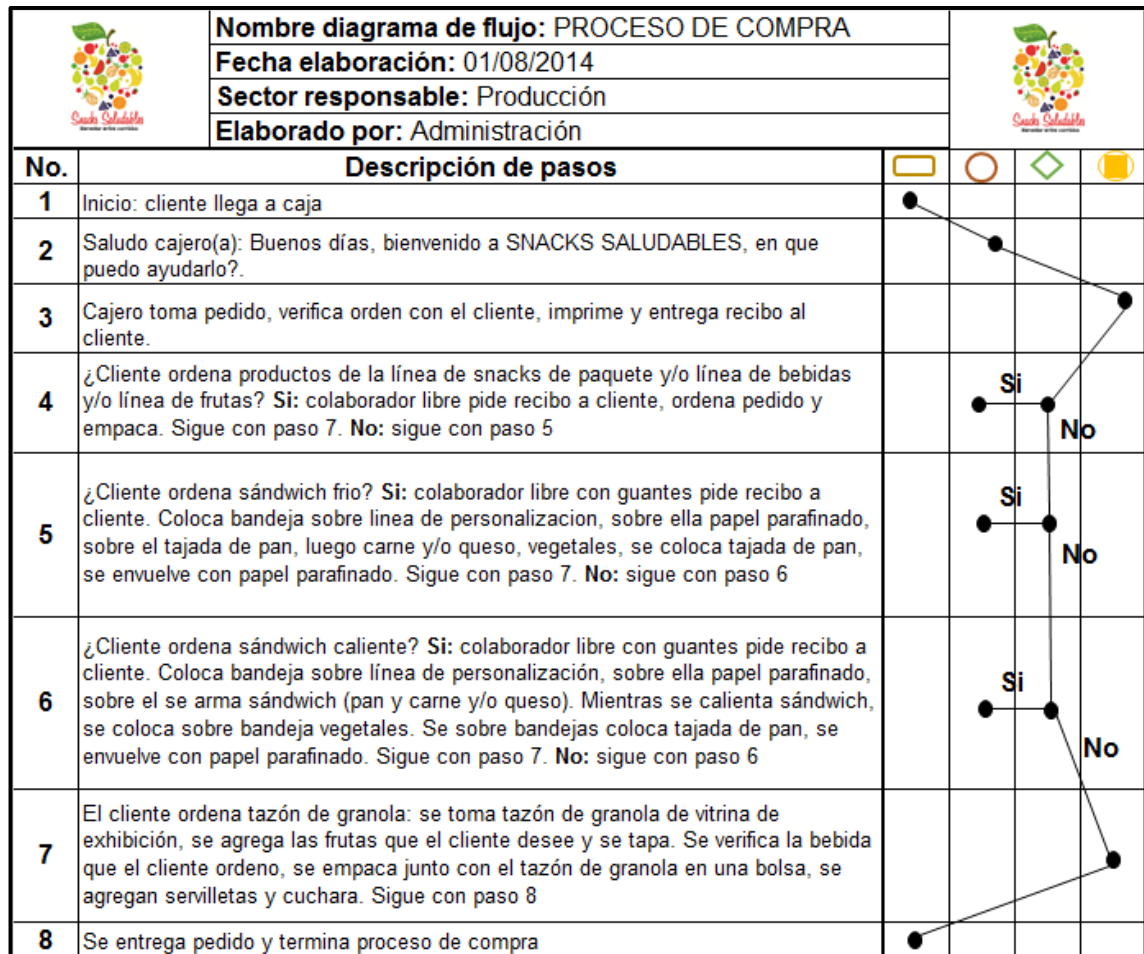 Nombre diagrama de flujo: PROCESO DE COMPRA
Fecha elaboración: 01/08/2014
Sector responsable: Producción
Elaborado por: Administración
Snacks Saludables
Bienestar entre comidas
Snacks Saludables
Bienestar entre comidas
No. Descripción de pasos
1 Inicio: cliente llega a caja
2 Saludo cajero(a): Buenos días, bienvenido a SNACKS SALUDABLES, en que
puedo ayudarlo?.
3 Cajero toma pedido, verifica orden con el cliente, imprime y entrega recibo al
cliente.
4 ¿Cliente ordena productos de la línea de snacks de paquete y/o línea de bebidas
y/o línea de frutas? Si: colaborador libre pide recibo a cliente, ordena pedido y
empaca. Sigue con paso 7. No: sigue con paso 5
Si
No
5 ¿Cliente ordena sándwich frio? Si: colaborador libre con guantes pide recibo a
cliente. Coloca bandeja sobre linea de personalizacion, sobre ella papel parafinado,
sobre el tajada de pan, luego carne y/o queso, vegetales, se coloca tajada de pan,
se envuelve con papel parafinado. Sigue con paso 7. No: sigue con paso 6
Si
No
6 ¿Cliente ordena sándwich caliente? Si: colaborador libre con guantes pide recibo a
cliente. Coloca bandeja sobre línea de personalización, sobre ella papel parafinado,
sobre el se arma sándwich (pan y carne y/o queso). Mientras se calienta sándwich,
se coloca sobre bandeja vegetales. Se sobre bandejas coloca tajada de pan, se
envuelve con papel parafinado. Sigue con paso 7. No: sigue con paso 6
Si
No
7 El cliente ordena tazón de granola: se toma tazón de granola de vitrina de
exhibición, se agrega las frutas que el cliente desee y se tapa. Se verifica la bebida
que el cliente ordeno, se empaca junto con el tazón de granola en una bolsa, se
agregan servilletas y cuchara. Sigue con paso 8
8 Se entrega pedido y termina proceso de compra